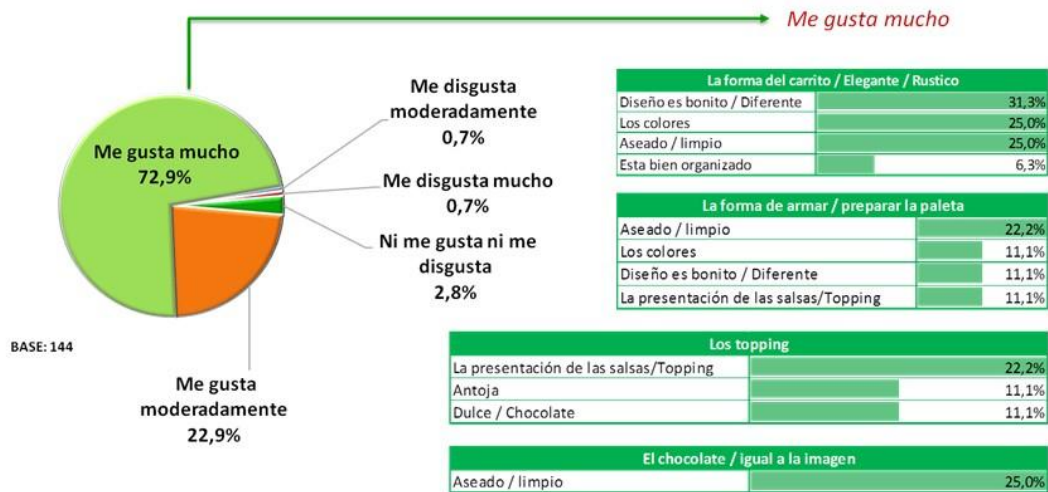 Me gusta mucho
Me disgusta
moderadamente
0,7%
Me gusta mucho
72,9%
Me disgusta mucho
0,7%
Ni me gusta ni me
disgusta
2,8%
BASE: 144
Me gusta
moderadamente
22,9%
La forma del carrito / Elegante / Rustico
Diseño es bonito / Diferente 31,3%
Los colores 25,0%
Aseado / limpio 25,0%
Esta bien organizado 6,3%
La forma de armar / preparar la paleta
Aseado / limpio 22,2%
Los colores 11,1%
Diseño es bonito / Diferente 11,1%
La presentación de las salsas/Topping 11,1%
Los topping
La presentación de las salsas/Topping 22,2%
Antoja 11,1%
Dulce / Chocolate 11,1%
El chocolate / igual a la imagen
Aseado / limpio 25,0%